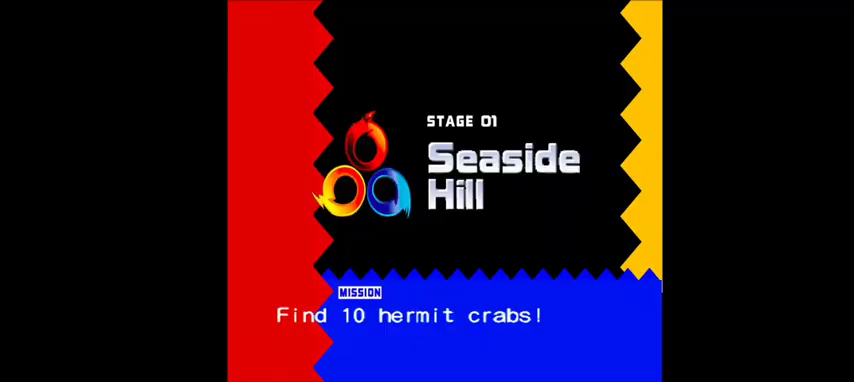 STAGE 01
Seaside
Hill
MISSION
Find 10 hermit crabs!